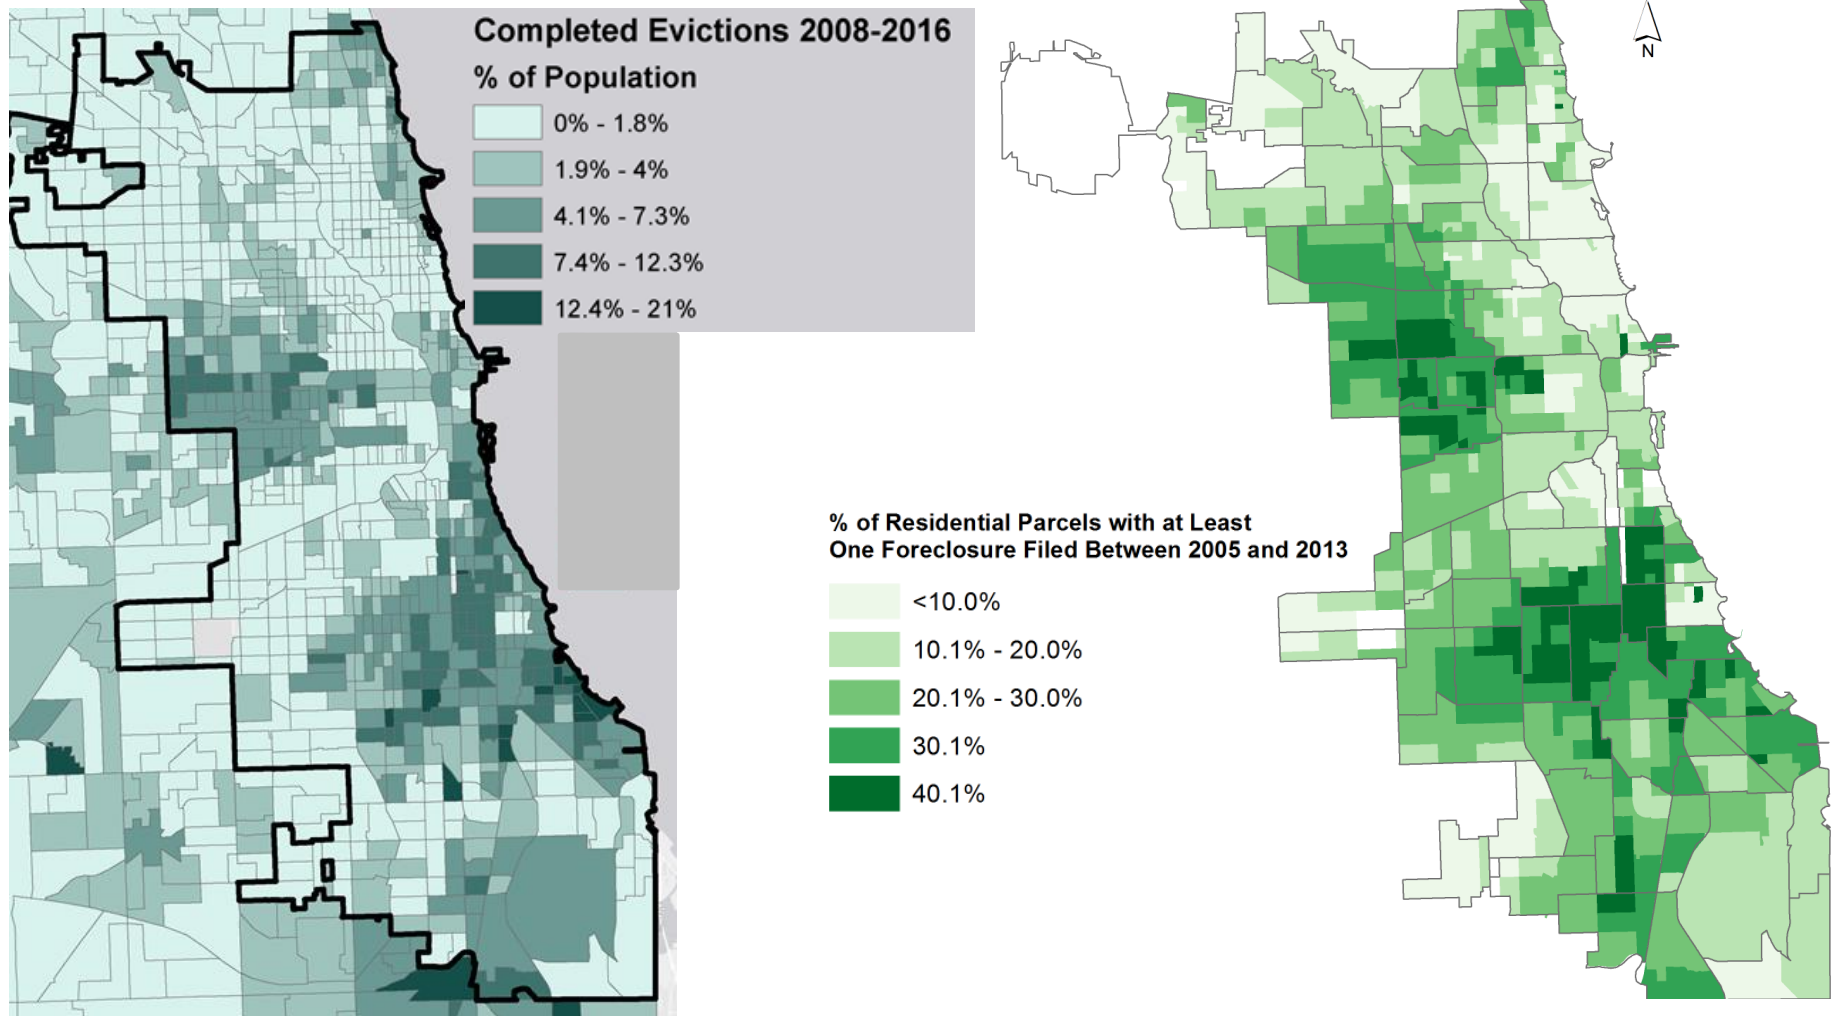 Completed Evictions 2008-2016
% of Population
0% - 1.8%
1.9% - 4%
4.1% - 7.3%
7.4% - 12.3%
12.4% - 21%
N
% of Residential Parcels with at Least
One Foreclosure Filed Between 2005 and 2013
<10.0%
10.1% - 20.0%
20.1% - 30.0%
30.1%
40.1%